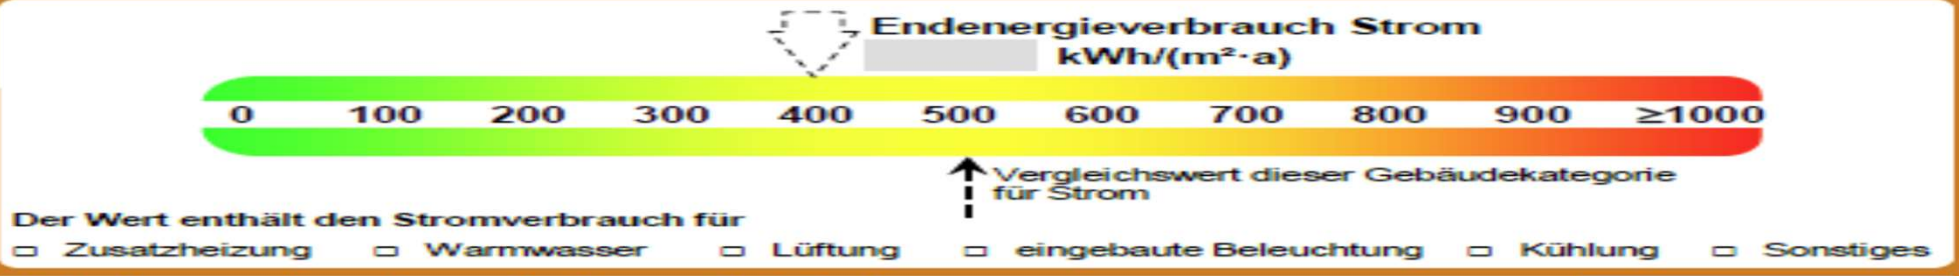 Endenergieverbrauch Strom
kWh/(m²·a)
0 100 200 300 400 500 600 700 800 900 ≥1000
Vergleichswert dieser Gebäudekategorie
für Strom
Der Wert enthält den Stromverbrauch für
□ Zusatzheizung □ Warmwasser □ Lüftung □ eingebaute Beleuchtung □ Kühlung □ Sonstiges